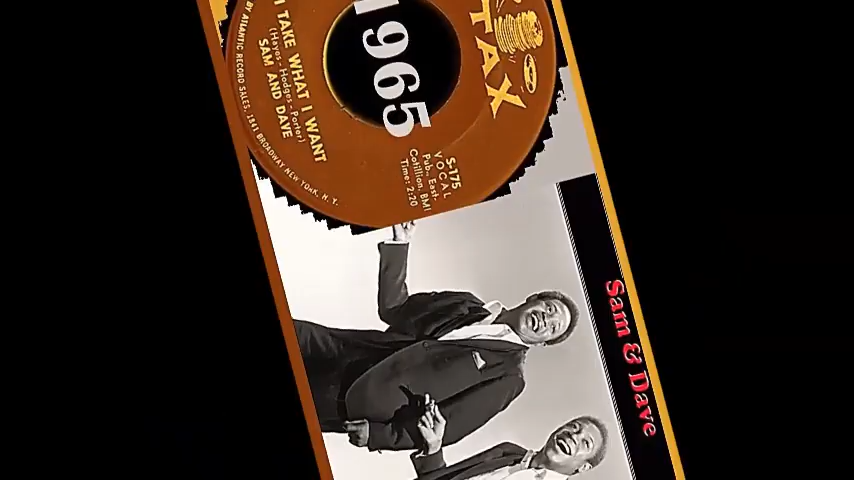 STAX
1965
S-175
VOCAL
Pub., East-
Cotillion, BMI
Time: 2:20
I TAKE WHAT I WANT
(Hayes - Hodges - Porter)
SAM AND DAVE
BY ATLANTIC RECORD SALES, 1841 BROADWAY NEW YORK, N. Y.
Sam & Dave